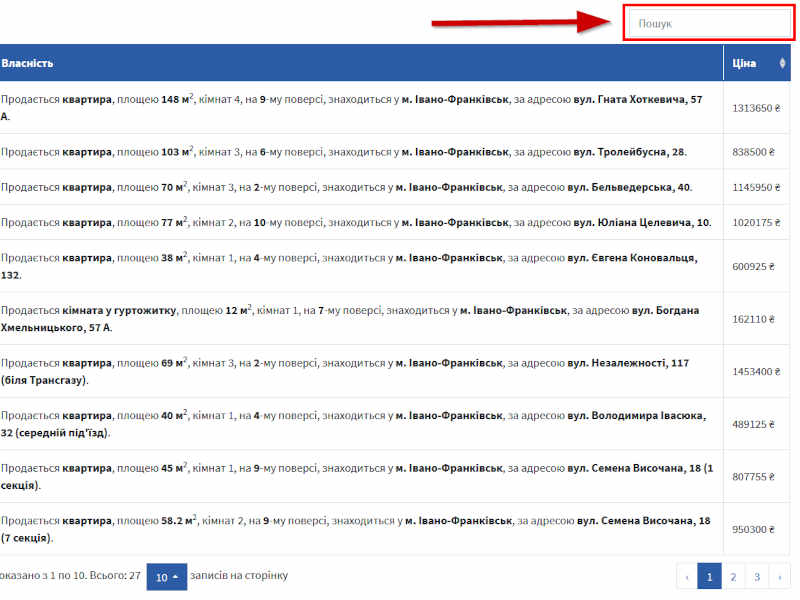 Пошук
Власність Ціна
Продається квартира, площею 148 м², кімнат 4, на 9-му поверсі, знаходиться у м. Івано-Франківськ, за адресою вул. Гната Хоткевича, 57
А.
1313650 ₴
Продається квартира, площею 103 м², кімнат 3, на 6-му поверсі, знаходиться у м. Івано-Франківськ, за адресою вул. Тролейбусна, 28. 838500 ₴
Продається квартира, площею 70 м², кімнат 3, на 2-му поверсі, знаходиться у м. Івано-Франківськ, за адресою вул. Бельведерська, 40. 1145950 ₴
Продається квартира, площею 77 м², кімнат 2, на 10-му поверсі, знаходиться у м. Івано-Франківськ, за адресою вул. Юліана Целевича, 10. 1020175 ₴
Продається квартира, площею 38 м², кімнат 1, на 4-му поверсі, знаходиться у м. Івано-Франківськ, за адресою вул. Євгена Коновальця,
132.
600925 ₴
Продається кімната у гуртожитку, площею 12 м², кімнат 1, на 7-му поверсі, знаходиться у м. Івано-Франківськ, за адресою вул. Богдана
Хмельницького, 57 А.
162110 ₴
Продається квартира, площею 69 м², кімнат 3, на 2-му поверсі, знаходиться у м. Івано-Франківськ, за адресою вул. Незалежності, 117
(біля Трансгазу).
1453400 ₴
Продається квартира, площею 40 м², кімнат 1, на 4-му поверсі, знаходиться у м. Івано-Франківськ, за адресою вул. Володимира Івасюка,
32 (середній під'їзд).
489125 ₴
Продається квартира, площею 45 м², кімнат 1, на 9-му поверсі, знаходиться у м. Івано-Франківськ, за адресою вул. Семена Височана, 18 (1
секція).
807755 ₴
Продається квартира, площею 58.2 м², кімнат 2, на 9-му поверсі, знаходиться у м. Івано-Франківськ, за адресою вул. Семена Височана, 18
(7 секція).
950300 ₴
оказано з 1 по 10. Всього: 27 10 записів на сторінку ‹ 1 2 3 ›